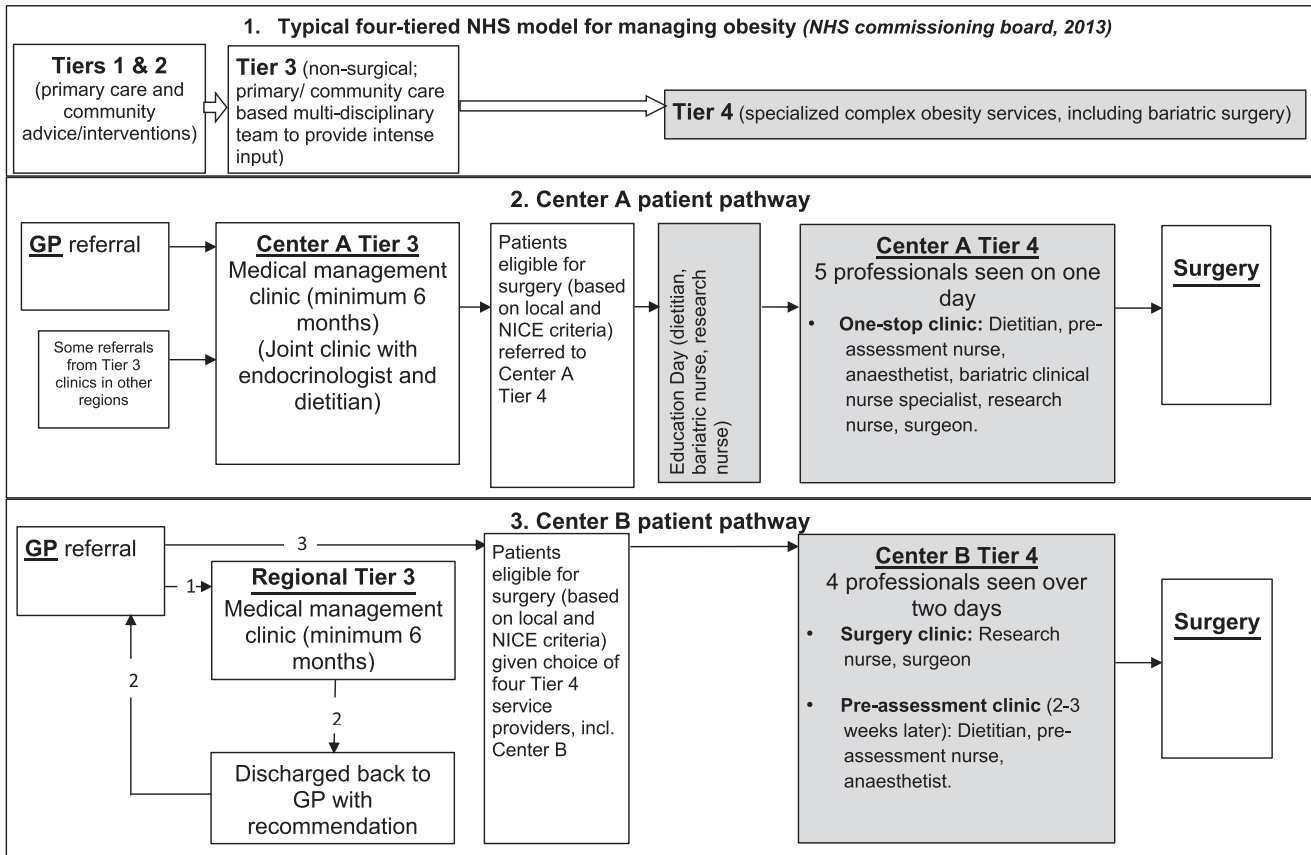 1. Typical four-tiered NHS model for managing obesity (NHS commissioning board, 2013)
Tiers 1 & 2
(primary care and
community
advice/interventions)
Tier 3 (non-surgical;
primary/ community care
based multi-disciplinary
team to provide intense
input)
Tier 4 (specialized complex obesity services, including bariatric surgery)
2. Center A patient pathway
GP referral
Some referrals
from Tier 3
clinics in other
regions
Center A Tier 3
Medical management
clinic (minimum 6
months)
(Joint clinic with
endocrinologist and
dietitian)
Patients
eligible for
surgery (based
on local and
NICE criteria)
referred to
Center A
Tier 4
Education Day (dietitian,
bariatric nurse, research
nurse)
Center A Tier 4
5 professionals seen on one
day
• One-stop clinic: Dietitian, pre-
assessment nurse,
anaesthetist, bariatric clinical
nurse specialist, research
nurse, surgeon.
Surgery
3. Center B patient pathway
GP referral
3
1
2
Regional Tier 3
Medical management
clinic (minimum 6
months)
2
Discharged back to
GP with
recommendation
Patients
eligible for
surgery (based
on local and
NICE criteria)
given choice of
four Tier 4
service
providers, incl.
Center B
Center B Tier 4
4 professionals seen over
two days
• Surgery clinic: Research
nurse, surgeon
• Pre-assessment clinic (2-3
weeks later): Dietitian, pre-
assessment nurse,
anaesthetist.
Surgery